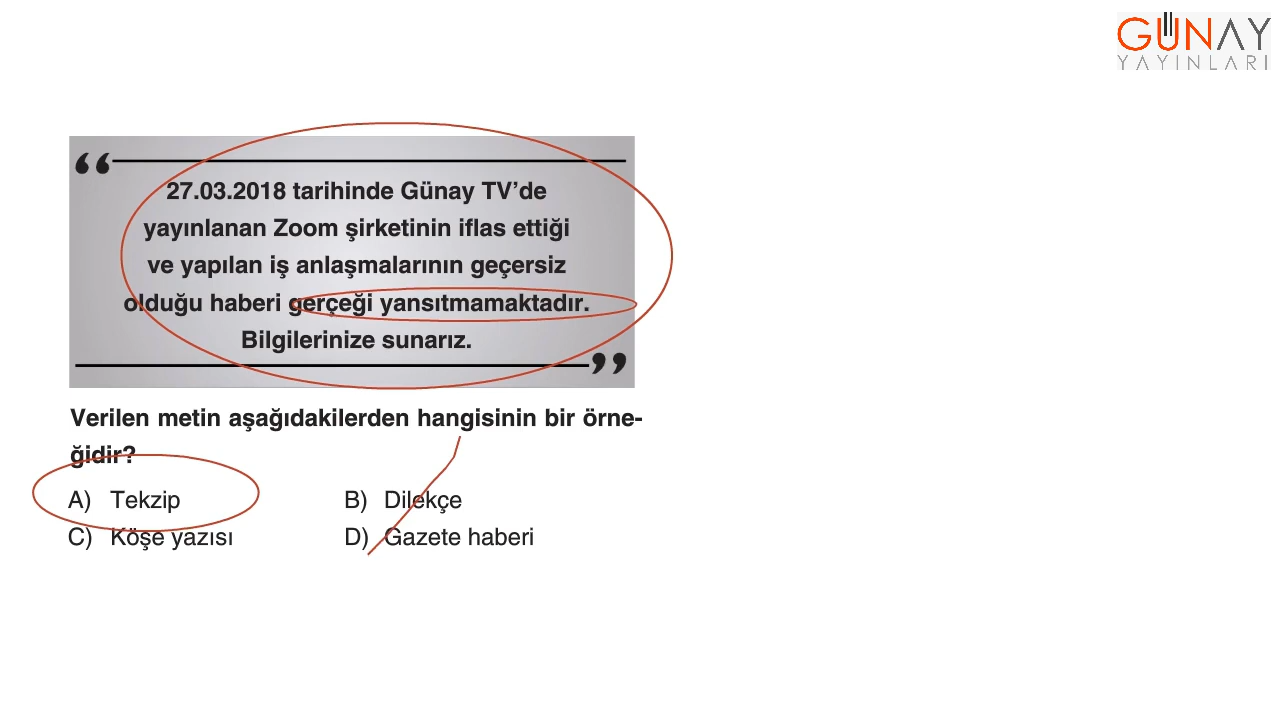 GÜNAY
YAYINLARI
“
27.03.2018 tarihinde Günay TV’de
yayınlanan Zoom şirketinin iflas ettiği
ve yapılan iş anlaşmalarının geçersiz
olduğu haberi gerçeği yansıtmamaktadır.
Bilgilerinize sunarız.
”
Verilen metin aşağıdakilerden hangisinin bir örne-
ğidir?
A) Tekzip B) Dilekçe
C) Köşe yazısı D) Gazete haberi